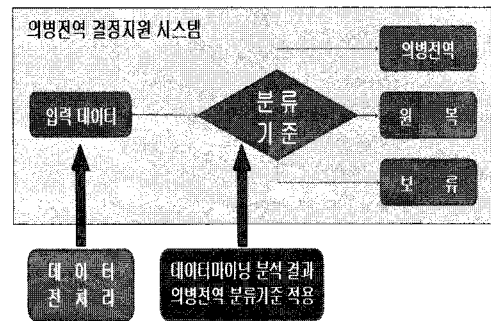 의병전역 결정지원 시스템
의병전역
입력 데이터
분 류
기 준
원 복
보 류
데 이 터
전 처 리
데이터마이닝 분석 결과
의병전역 분류기준 적용